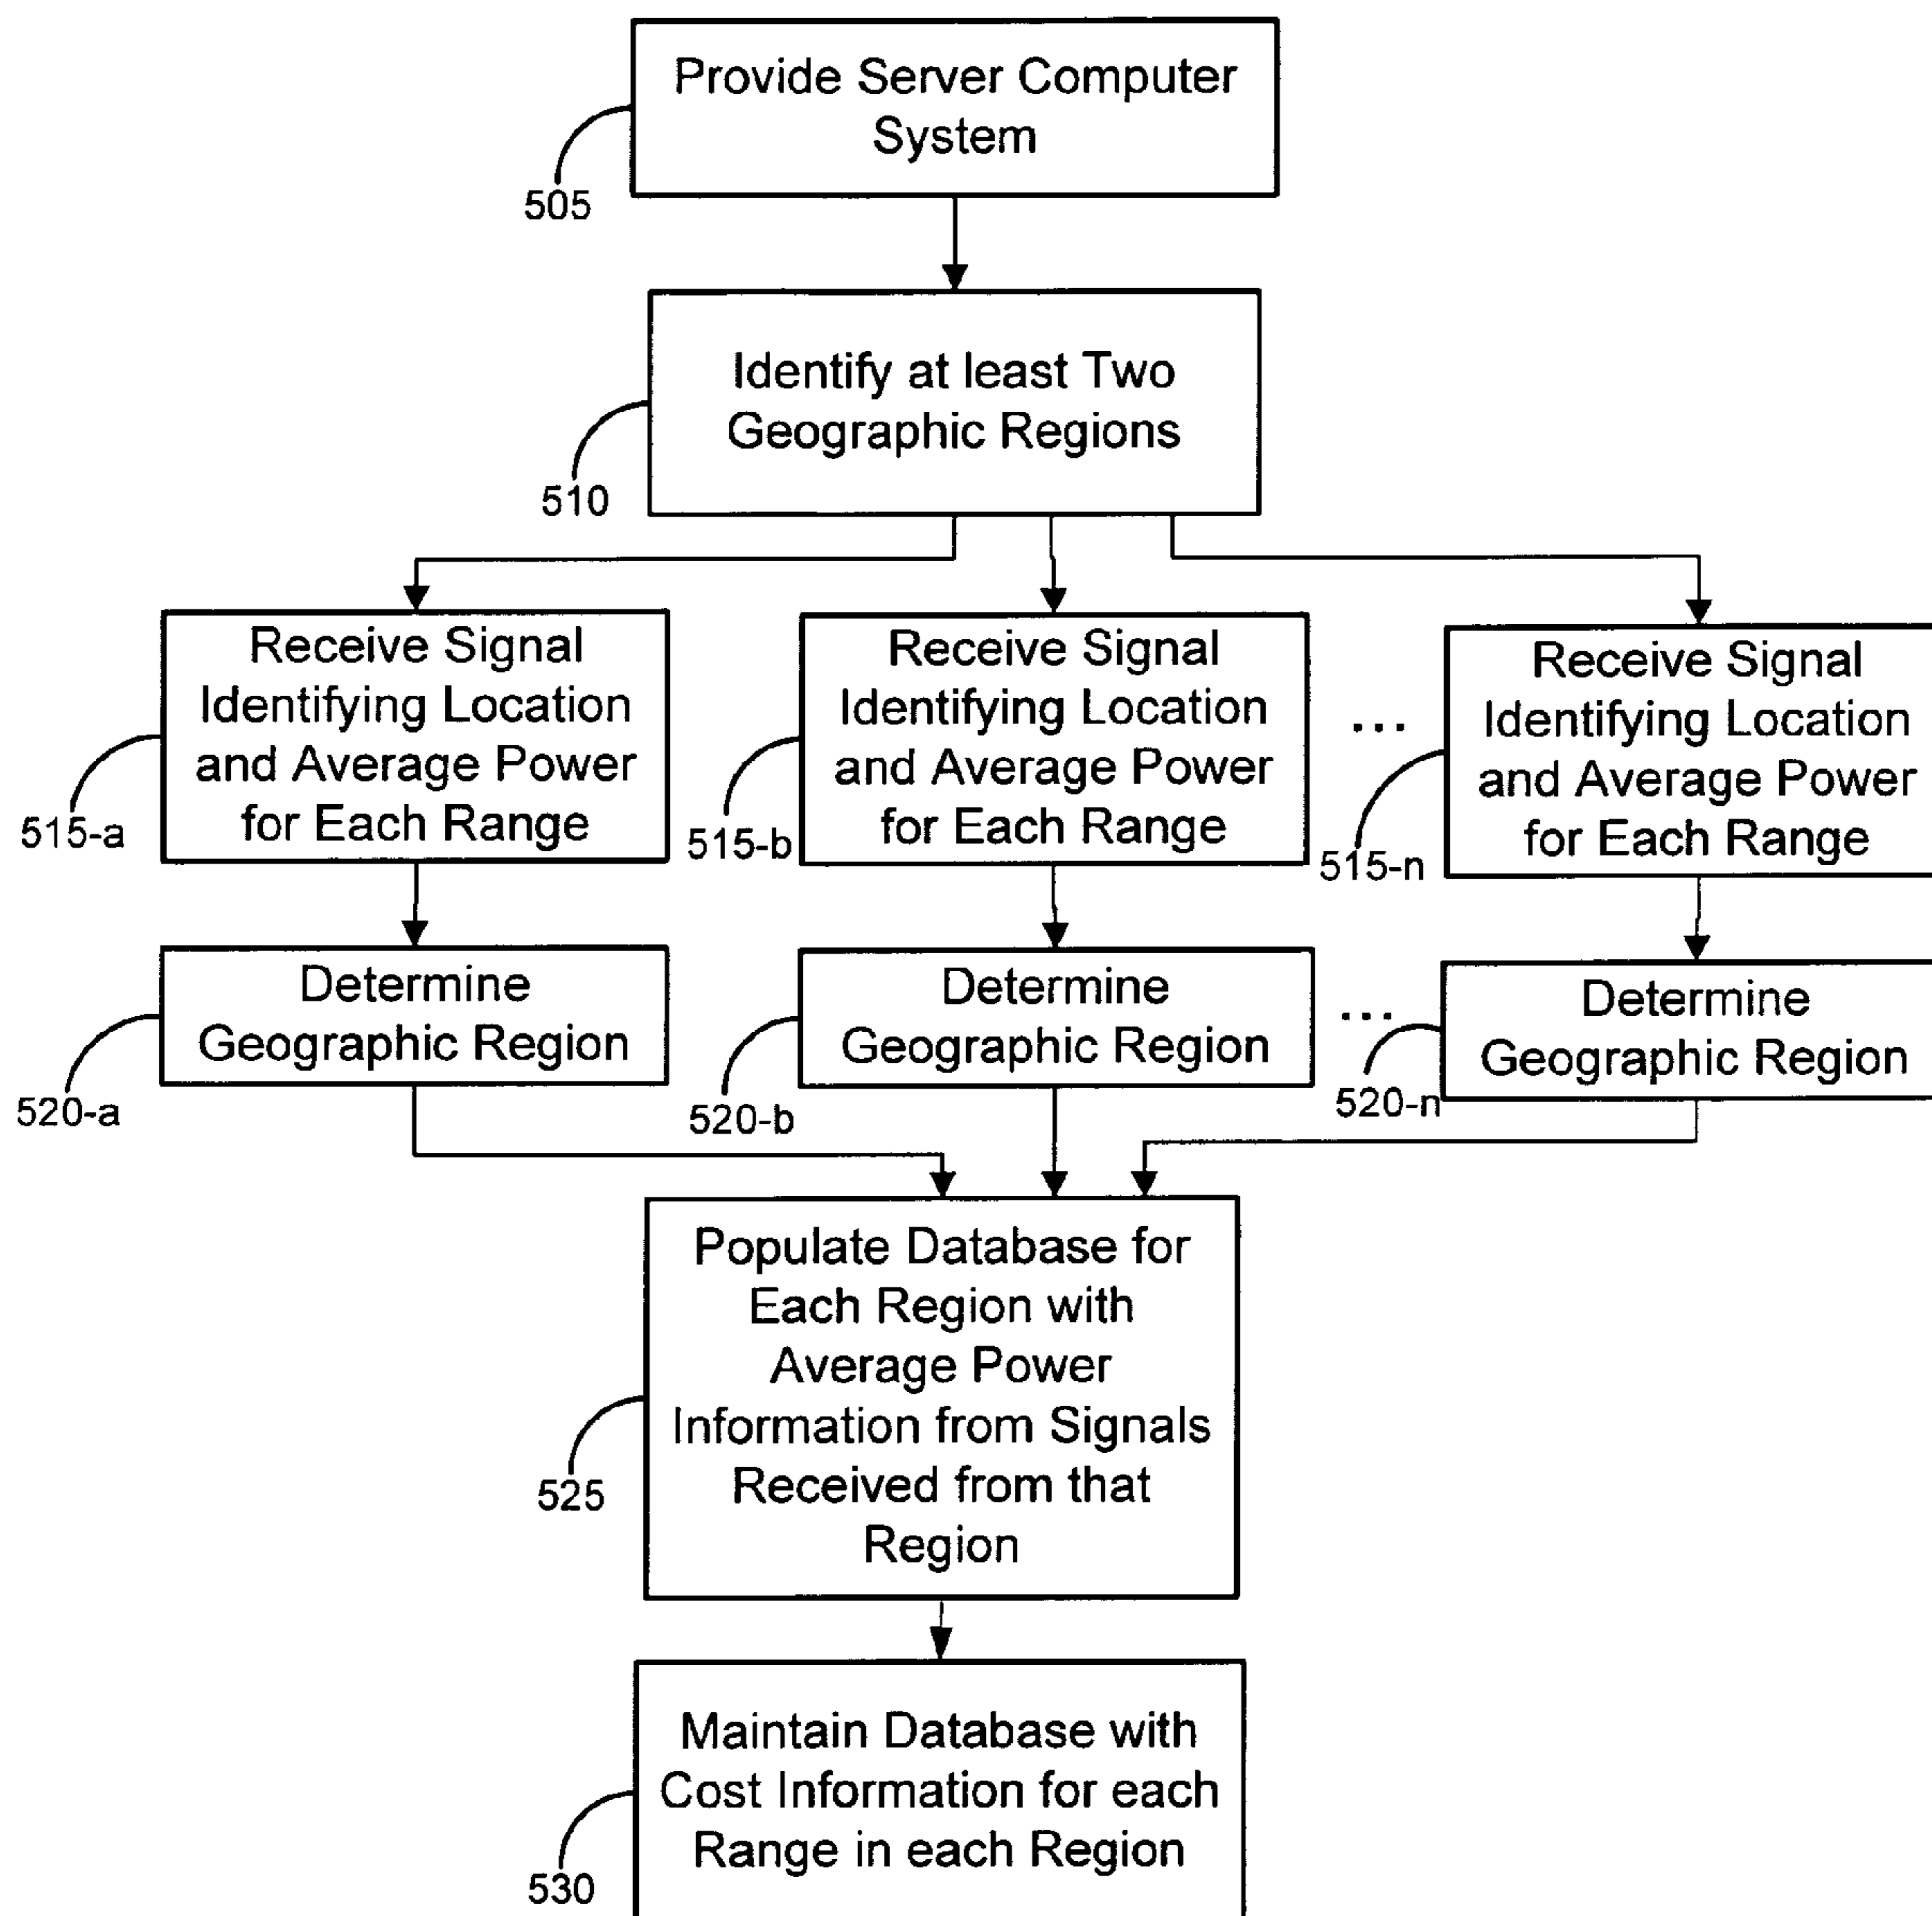 Provide Server Computer
System
505
Identify at least Two
Geographic Regions
510
Receive Signal
Identifying Location
and Average Power
for Each Range
515-a
Receive Signal
Identifying Location
and Average Power
for Each Range
515-b
...
Receive Signal
Identifying Location
and Average Power
for Each Range
515-n
Determine
Geographic Region
520-a
Determine
Geographic Region
520-b
...
Determine
Geographic Region
520-n
Populate Database for
Each Region with
Average Power
Information from Signals
Received from that
Region
525
Maintain Database with
Cost Information for each
Range in each Region
530